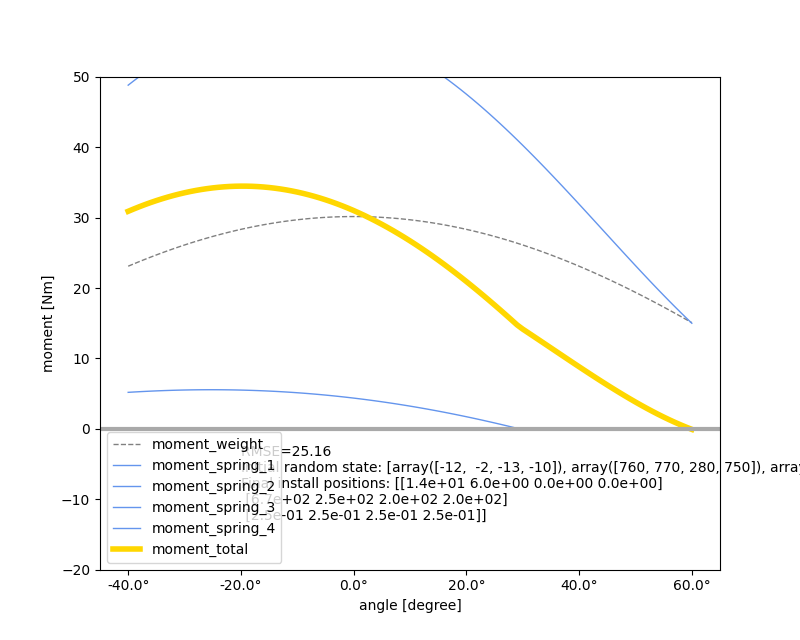 50
40
30
20
10
0
−10
−20
moment [Nm]
-40.0°
-20.0°
0.0°
20.0°
40.0°
60.0°
angle [degree]
moment_weight
moment_spring_1
moment_spring_2
moment_spring_3
moment_spring_4
moment_total
RMSE=25.16
random state: [array([-12, -2, -13, -10]), array([760, 770, 280, 750]), arra
install positions: [[1.4e+01 6.0e+00 0.0e+00 0.0e+00]
2.5e+02 2.0e+02 2.0e+02]
2.5e-01 2.5e-01 2.5e-01]]